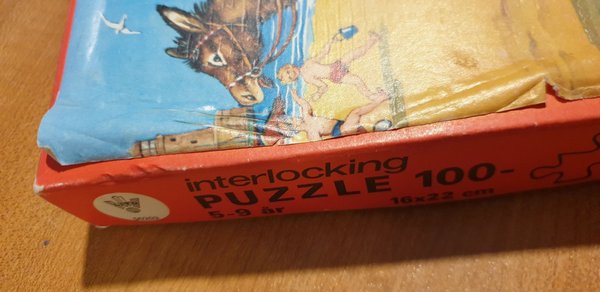 interlocking
PUZZLE 100-
5-9 år
16x22 cm